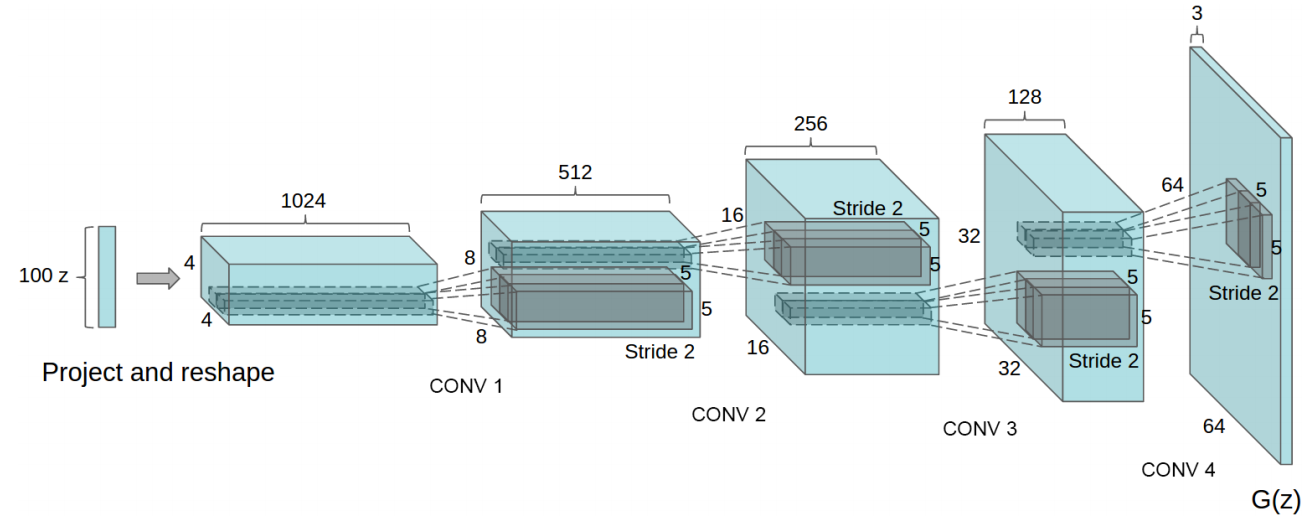 100 z
Project and reshape
1024
4
4
CONV 1
512
8
8
5
5
Stride 2
CONV 2
256
16
16
Stride 2
5
5
CONV 3
128
32
32
5
5
Stride 2
CONV 4
3
64
64
5
5
Stride 2
G(z)